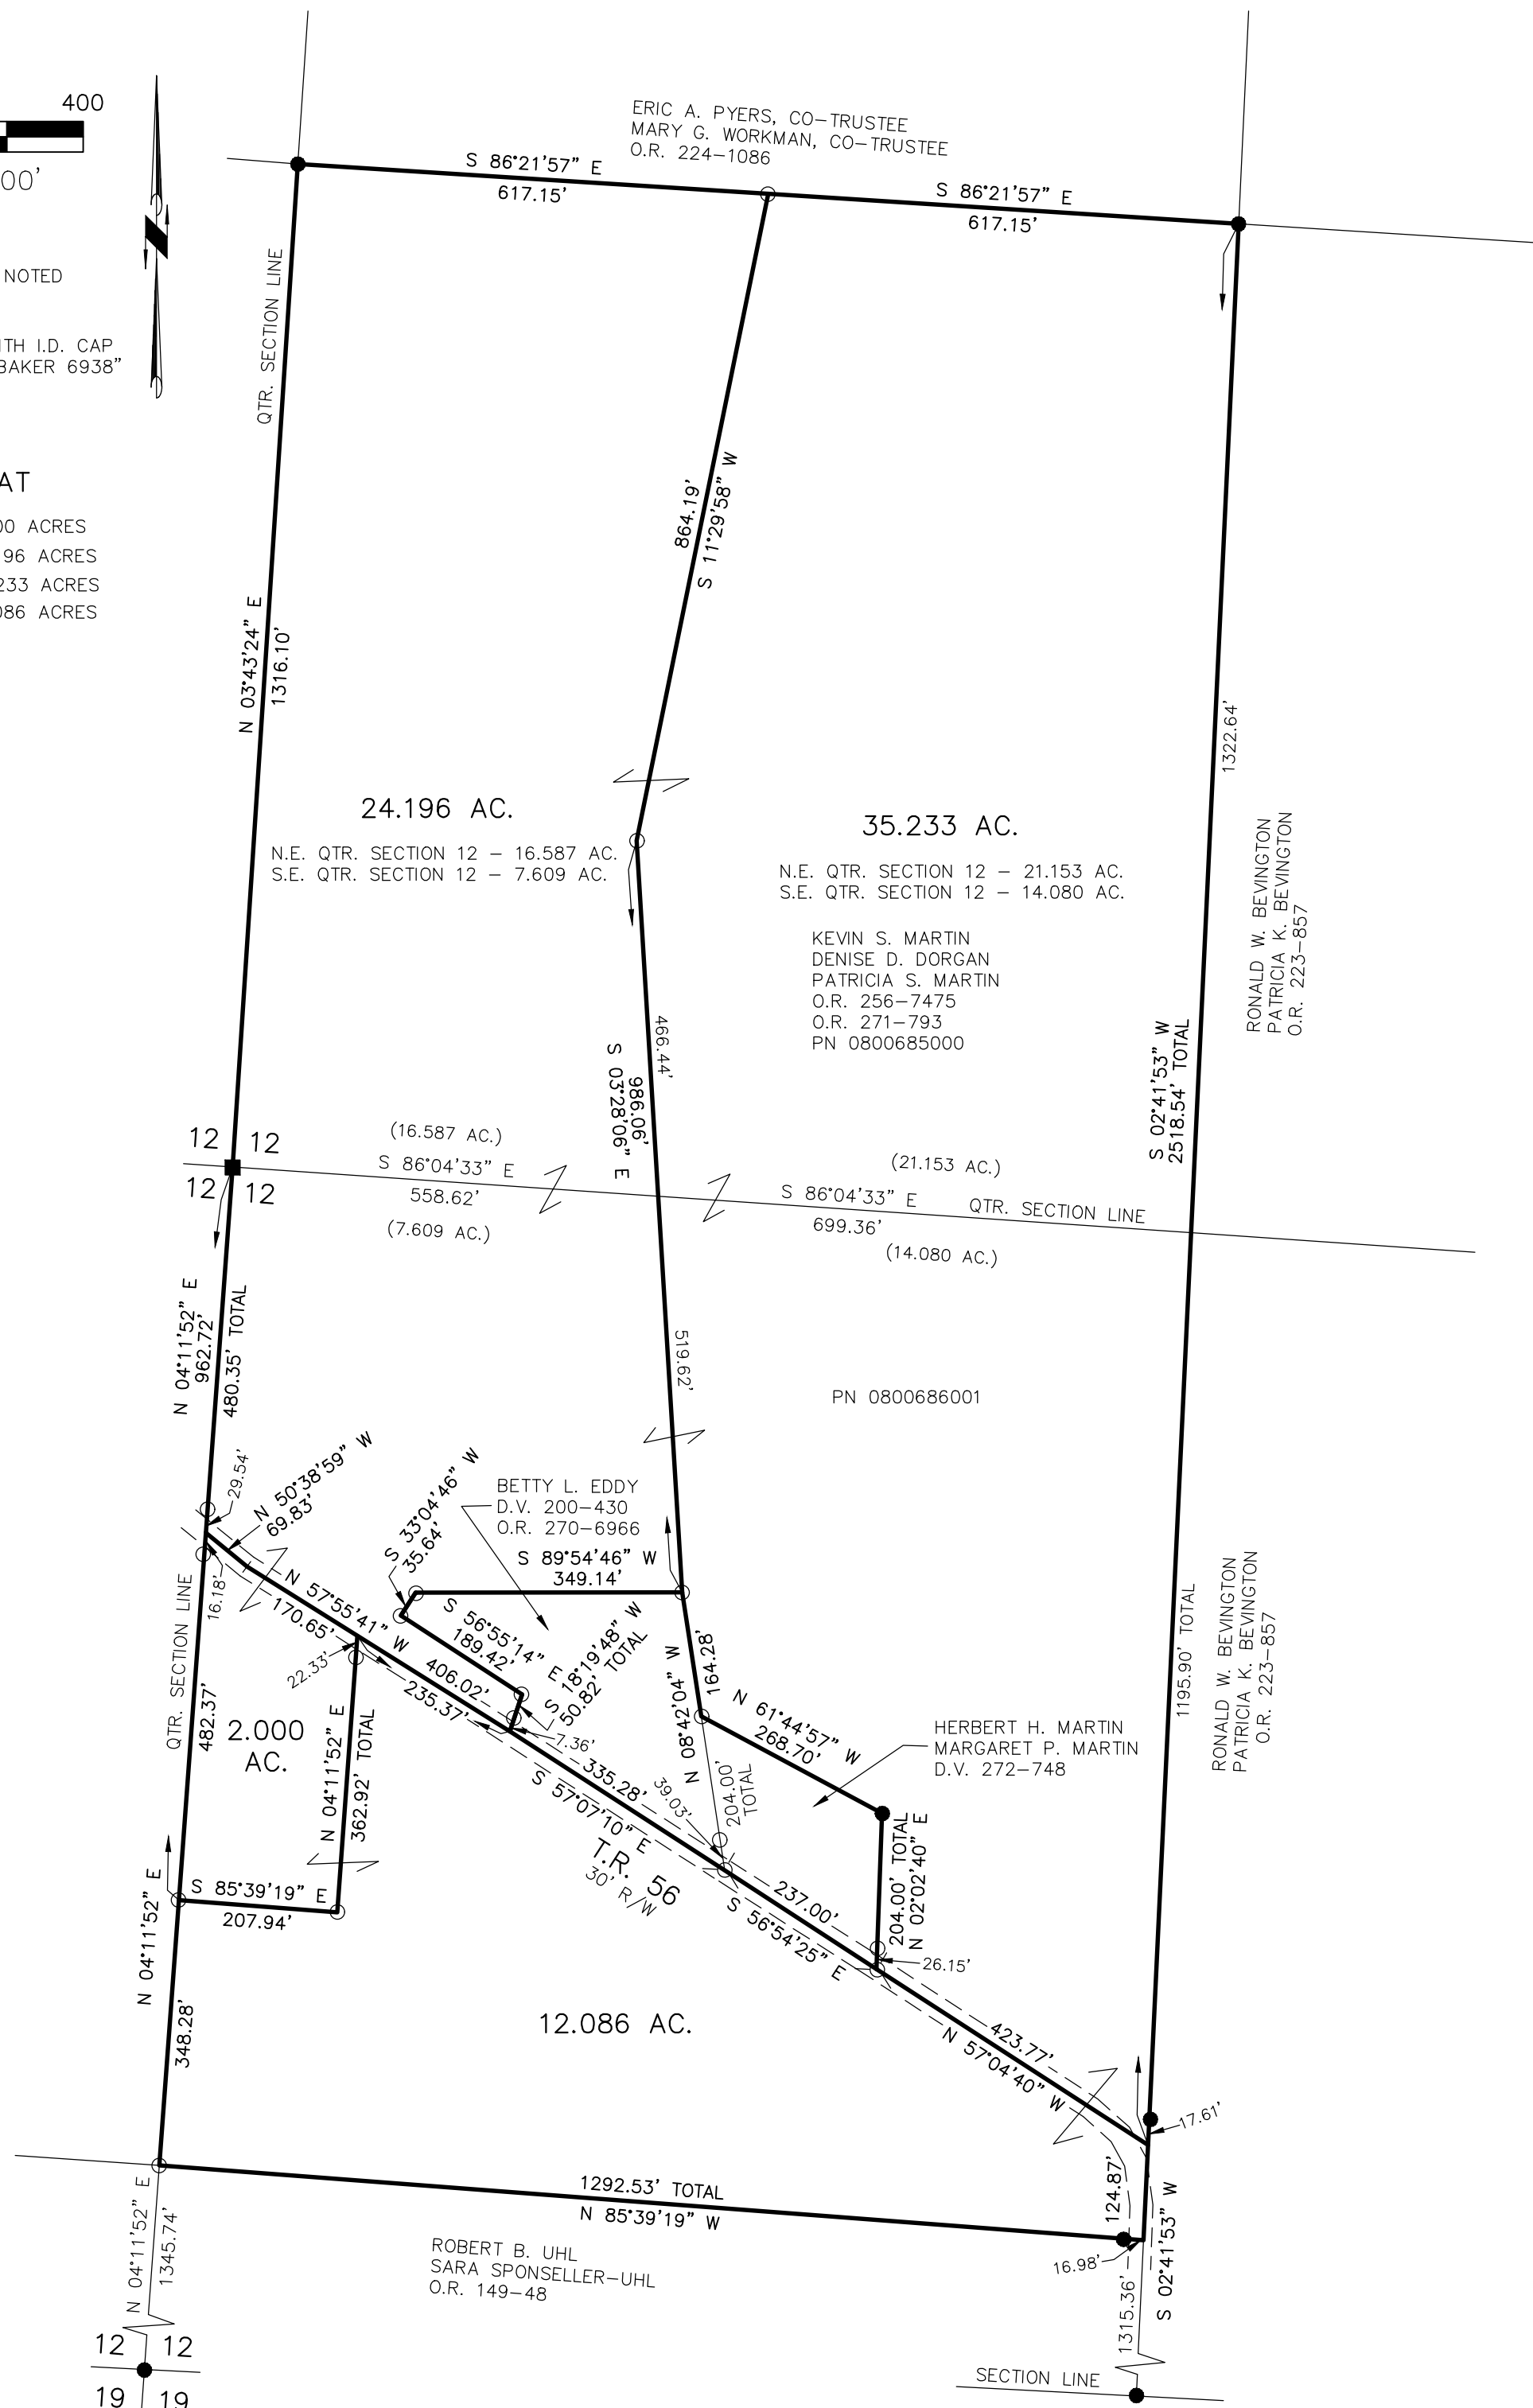 400
00'
NOTED
ITH I.D. CAP
BAKER 6938"
AT
00 ACRES
196 ACRES
233 ACRES
086 ACRES
ERIC A. PYERS, CO-TRUSTEE
MARY G. WORKMAN, CO-TRUSTEE
O.R. 224-1086
S 86°21'57" E
617.15'
S 86°21'57" E
617.15'
QTR. SECTION LINE
N 03°43'24" E
1316.10'
864.19'
S 11°29'58" W
1322.64'
24.196 AC.
N.E. QTR. SECTION 12 - 16.587 AC.
S.E. QTR. SECTION 12 - 7.609 AC.
35.233 AC.
N.E. QTR. SECTION 12 - 21.153 AC.
S.E. QTR. SECTION 12 - 14.080 AC.
KEVIN S. MARTIN
DENISE D. DORGAN
PATRICIA S. MARTIN
O.R. 256-7475
O.R. 271-793
PN 0800685000
RONALD W. BEVINGTON
PATRICIA K. BEVINGTON
O.R. 223-857
S 02°41'53" W
2518.54' TOTAL
466.44'
986.06'
S 03°28'06" E
12 12
12 12
(16.587 AC.)
S 86°04'33" E
558.62'
(7.609 AC.)
(21.153 AC.)
S 86°04'33" E QTR. SECTION LINE
699.36'
(14.080 AC.)
N 04°11'52" E
962.72'
480.35' TOTAL
519.62'
PN 0800686001
29.54'
N 50°38'59" W
69.83'
S 33°04'46" W
35.64'
BETTY L. EDDY
D.V. 200-430
O.R. 270-6966
S 89°54'46" W
349.14'
16.18'
N 57°55'41" W
170.65'
406.02'
235.37'
S 56°55'14" E
189.42'
S 18°19'48" W
50.82' TOTAL
7.36'
22.33'
QTR. SECTION LINE
482.37'
2.000
AC.
N 04°11'52" E
362.92' TOTAL
N 08°42'04" W
164.28'
N 61°44'57" W
268.70'
HERBERT H. MARTIN
MARGARET P. MARTIN
D.V. 272-748
RONALD W. BEVINGTON
PATRICIA K. BEVINGTON
O.R. 223-857
1195.90' TOTAL
335.28'
S 57°07'10" E
39.03'
204.00'
TOTAL
T.R. 56
30' R/W
237.00'
S 56°54'25" E
204.00' TOTAL
N 02°02'40" E
26.15'
S 85°39'19" E
207.94'
N 04°11'52" E
348.28'
12.086 AC.
423.77'
N 57°04'40" W
17.61'
124.87'
S 02°41'53" W
16.98'
1315.36'
1292.53' TOTAL
N 85°39'19" W
ROBERT B. UHL
SARA SPONSELLER-UHL
O.R. 149-48
N 04°11'52" E
1345.74'
12 12
19 19
SECTION LINE